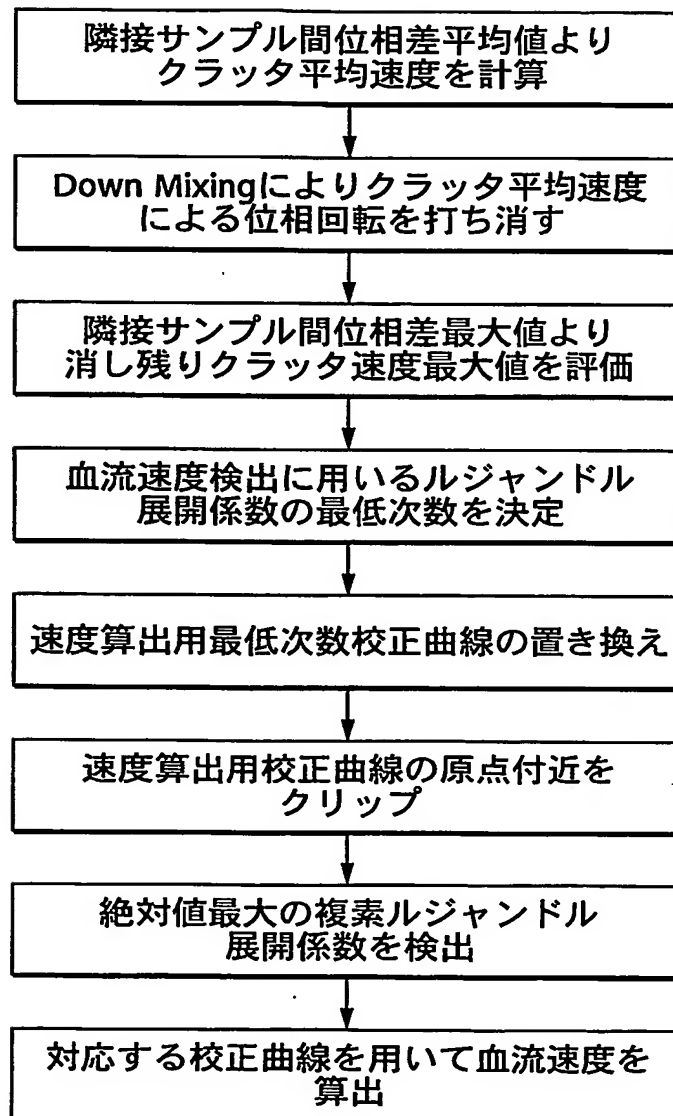 隣接サンプル間位相差平均値より
クラッタ平均速度を計算
Down Mixingによりクラッタ平均速度
による位相回転を打ち消す
隣接サンプル間位相差最大値より
消し残りクラッタ速度最大値を評価
血流速度検出に用いるルジャンドル
展開係数の最低次数を決定
速度算出用最低次数校正曲線の置き換え
速度算出用校正曲線の原点付近を
クリップ
絶対値最大の複素ルジャンドル
展開係数を検出
対応する校正曲線を用いて血流速度を
算出